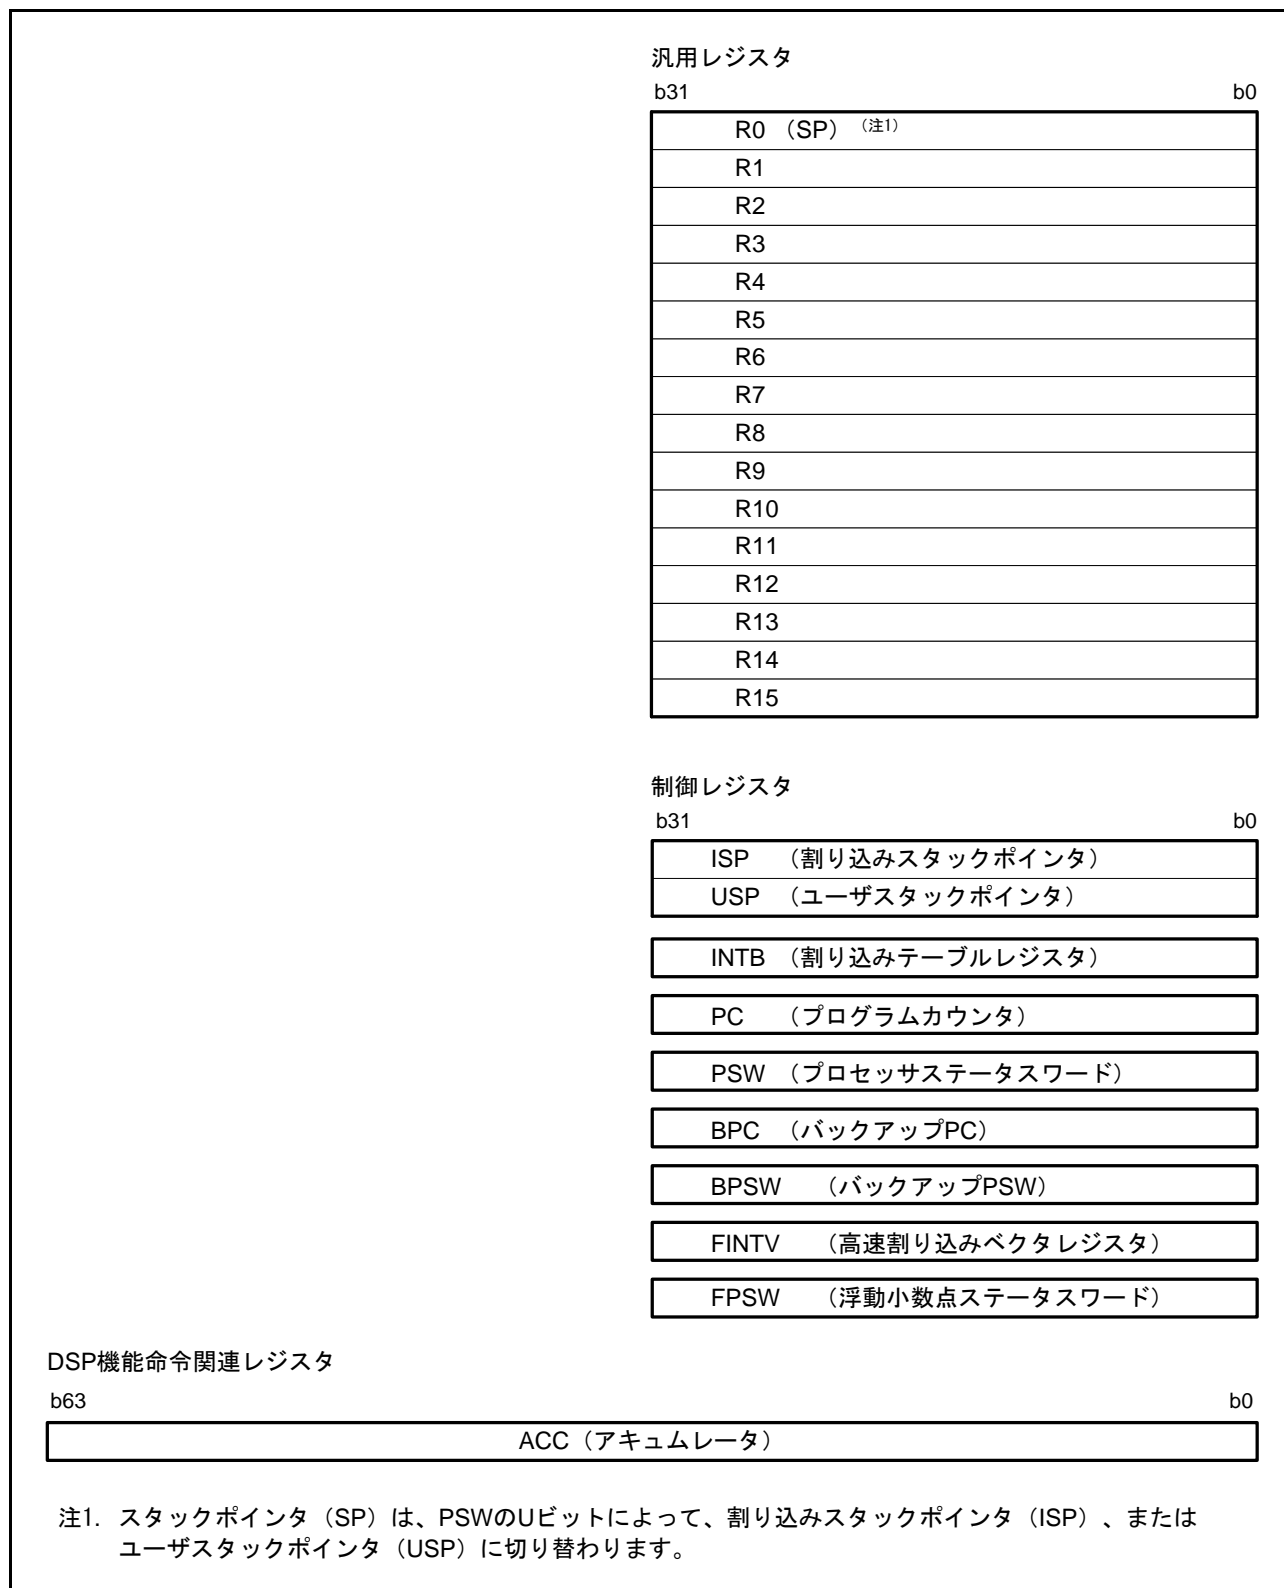 汎用レジスタ
b31 b0
R0 （SP） （注1）
R1
R2
R3
R4
R5
R6
R7
R8
R9
R10
R11
R12
R13
R14
R15
制御レジスタ
b31 b0
ISP （割り込みスタックポインタ）
USP （ユーザスタックポインタ）
INTB （割り込みテーブルレジスタ）
PC （プログラムカウンタ）
PSW （プロセッサステータスワード）
BPC （バックアップPC）
BPSW （バックアップPSW）
FINTV （高速割り込みベクタレジスタ）
FPSW （浮動小数点ステータスワード）
DSP機能命令関連レジスタ
b63 b0
ACC（アキュムレータ）
注1. スタックポインタ（SP）は、PSWのUビットによって、割り込みスタックポインタ（ISP）、または
ユーザスタックポインタ（USP）に切り替わります。